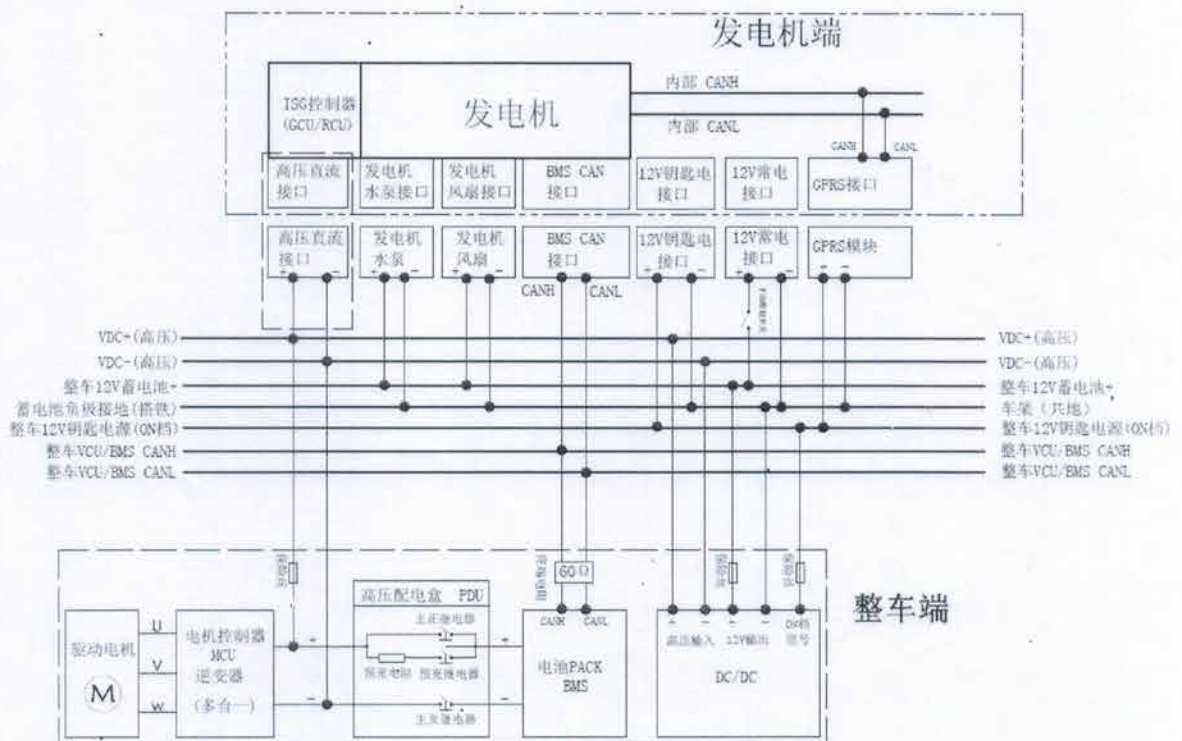 发电机端
ISG控制器
(GCU/RCU)
发电机
内部 CANH
内部 CANL
CANH
CANL
高压直流
接口
发电机
水泵接口
发电机
风扇接口
BMS CAN
接口
12V钥匙电
接口
12V常电
接口
GPRS接口
高压直流
接口
+
−
发电机
水泵
+
−
发电机
风扇
+
−
BMS CAN
接口
CANH
CANL
12V钥匙电
接口
+
−
12V常电
接口
+
−
GPRS模块
VDC+(高压)
VDC+(高压)
VDC-(高压)
VDC-(高压)
整车12V蓄电池+
整车12V蓄电池+
蓄电池负极接地(搭铁)
车架（共地）
整车12V钥匙电源(ON档)
整车12V钥匙电源(ON档)
整车VCU/BMS CANH
整车VCU/BMS CANH
整车VCU/BMS CANL
整车VCU/BMS CANL
整车端
保险丝
终端电阻
60Ω
保险丝
保险丝
驱动电机
M
U
V
W
电机控制器
MCU
逆变器
(多合一)
+
−
高压配电盒 PDU
主正继电器
预充电阻
预充继电器
主负继电器
+
−
CANH
CANL
电池PACK
BMS
高压输入
12V输出
ON档
信号
DC/DC